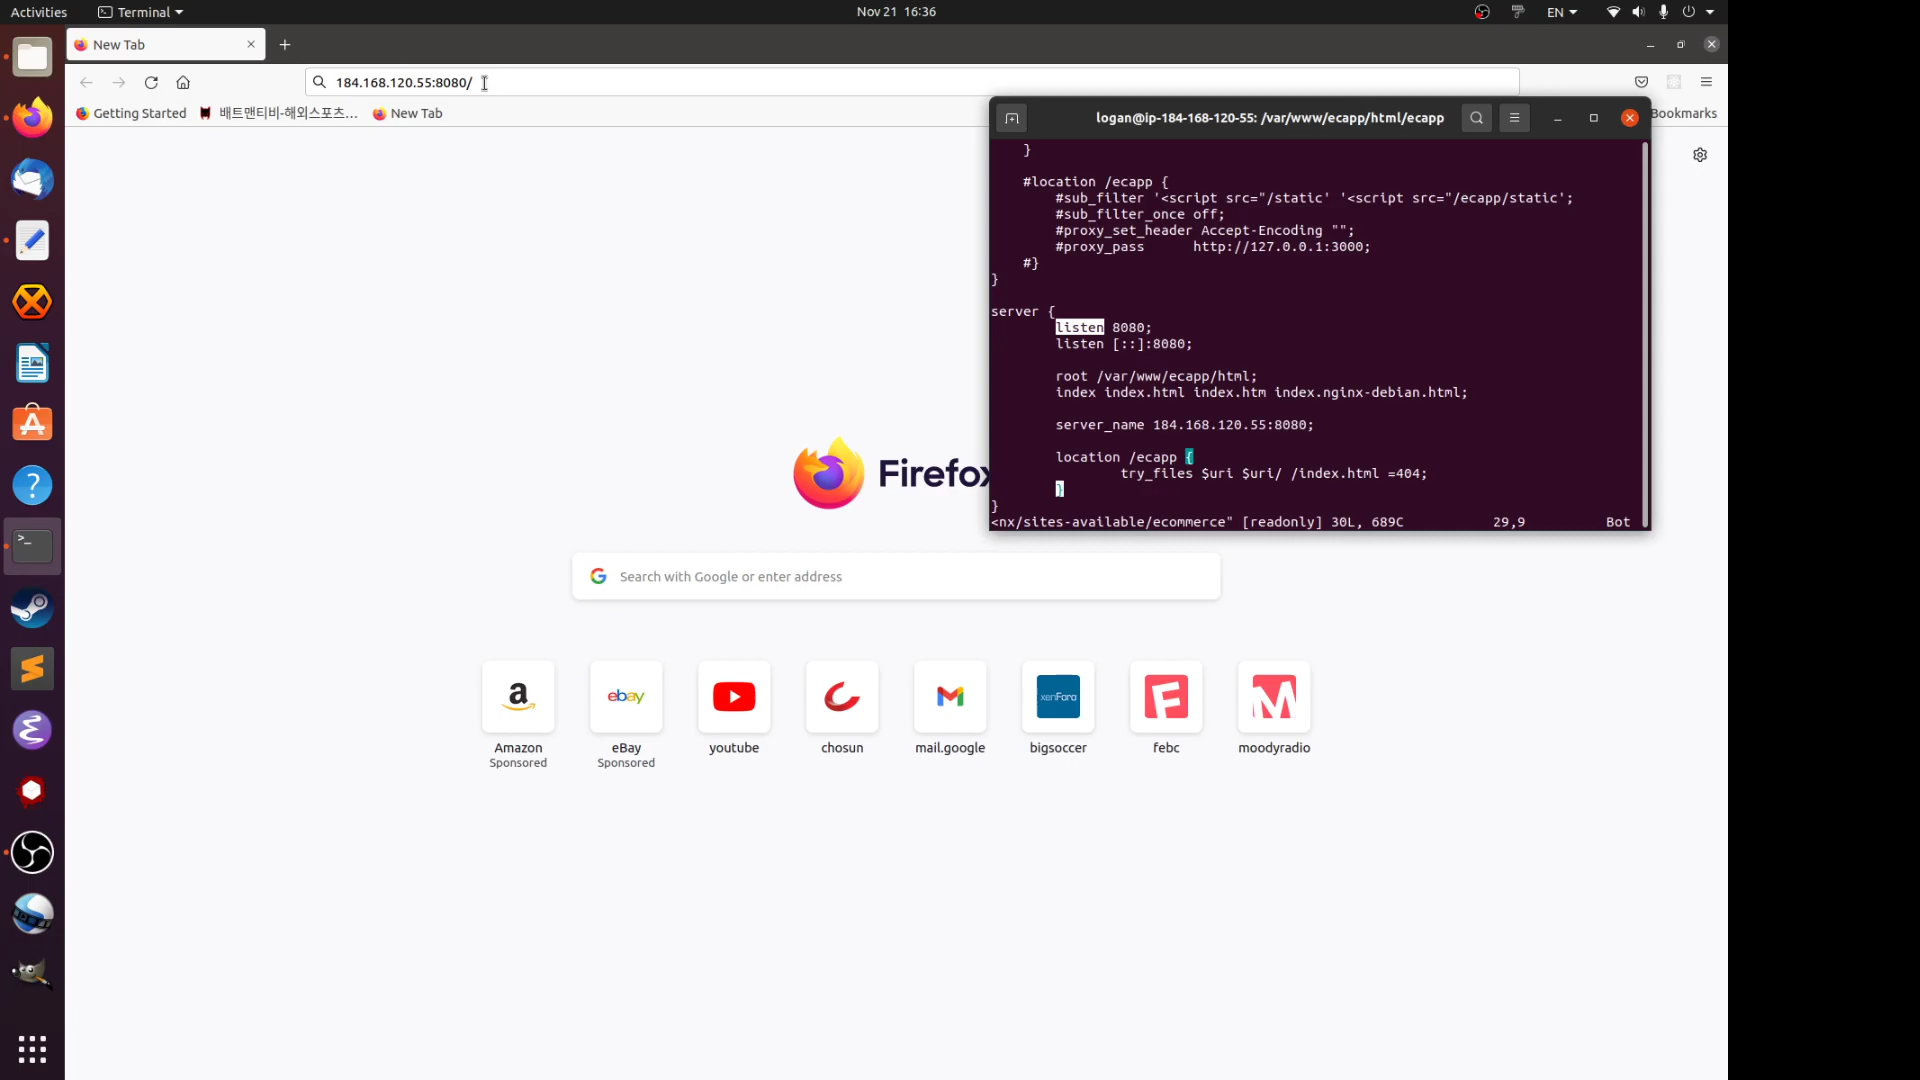 Activities
Terminal
Nov 21 16:36
EN
New Tab
184.168.120.55:8080/
Getting Started
배트맨티비-해외스포츠...
New Tab
Bookmarks
logan@ip-184-168-120-55: /var/www/ecapp/html/ecapp
}
#location /ecapp {
#sub_filter '<script src="/static' '<script src="/ecapp/static';
#sub_filter_once off;
#proxy_set_header Accept-Encoding "";
#proxy_pass http://127.0.0.1:3000;
#}
}
server {
listen 8080;
listen [::]:8080;
root /var/www/ecapp/html;
index index.html index.htm index.nginx-debian.html;
server_name 184.168.120.55:8080;
location /ecapp {
try_files $uri $uri/ /index.html =404;
}
}
<nx/sites-available/ecommerce" [readonly] 30L, 689C 29,9 Bot
Firefox
Search with Google or enter address
a
ebay
xenForo
Amazon
Sponsored
eBay
Sponsored
youtube
chosun
mail.google
bigsoccer
febc
moodyradio